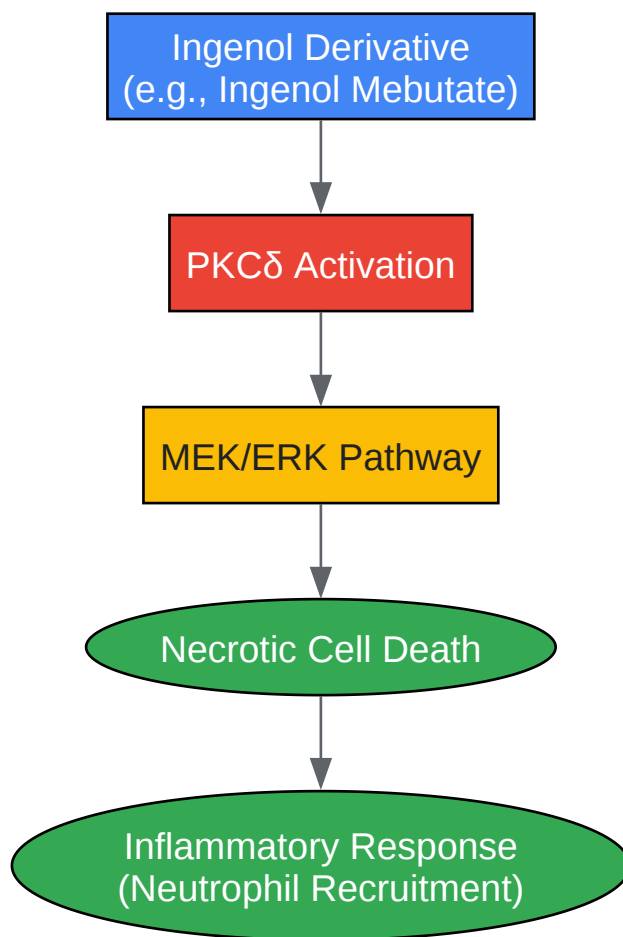 Ingenol Derivative
(e.g., Ingenol Mebutate)
PKCδ Activation
MEK/ERK Pathway
Necrotic Cell Death
Inflammatory Response
(Neutrophil Recruitment)